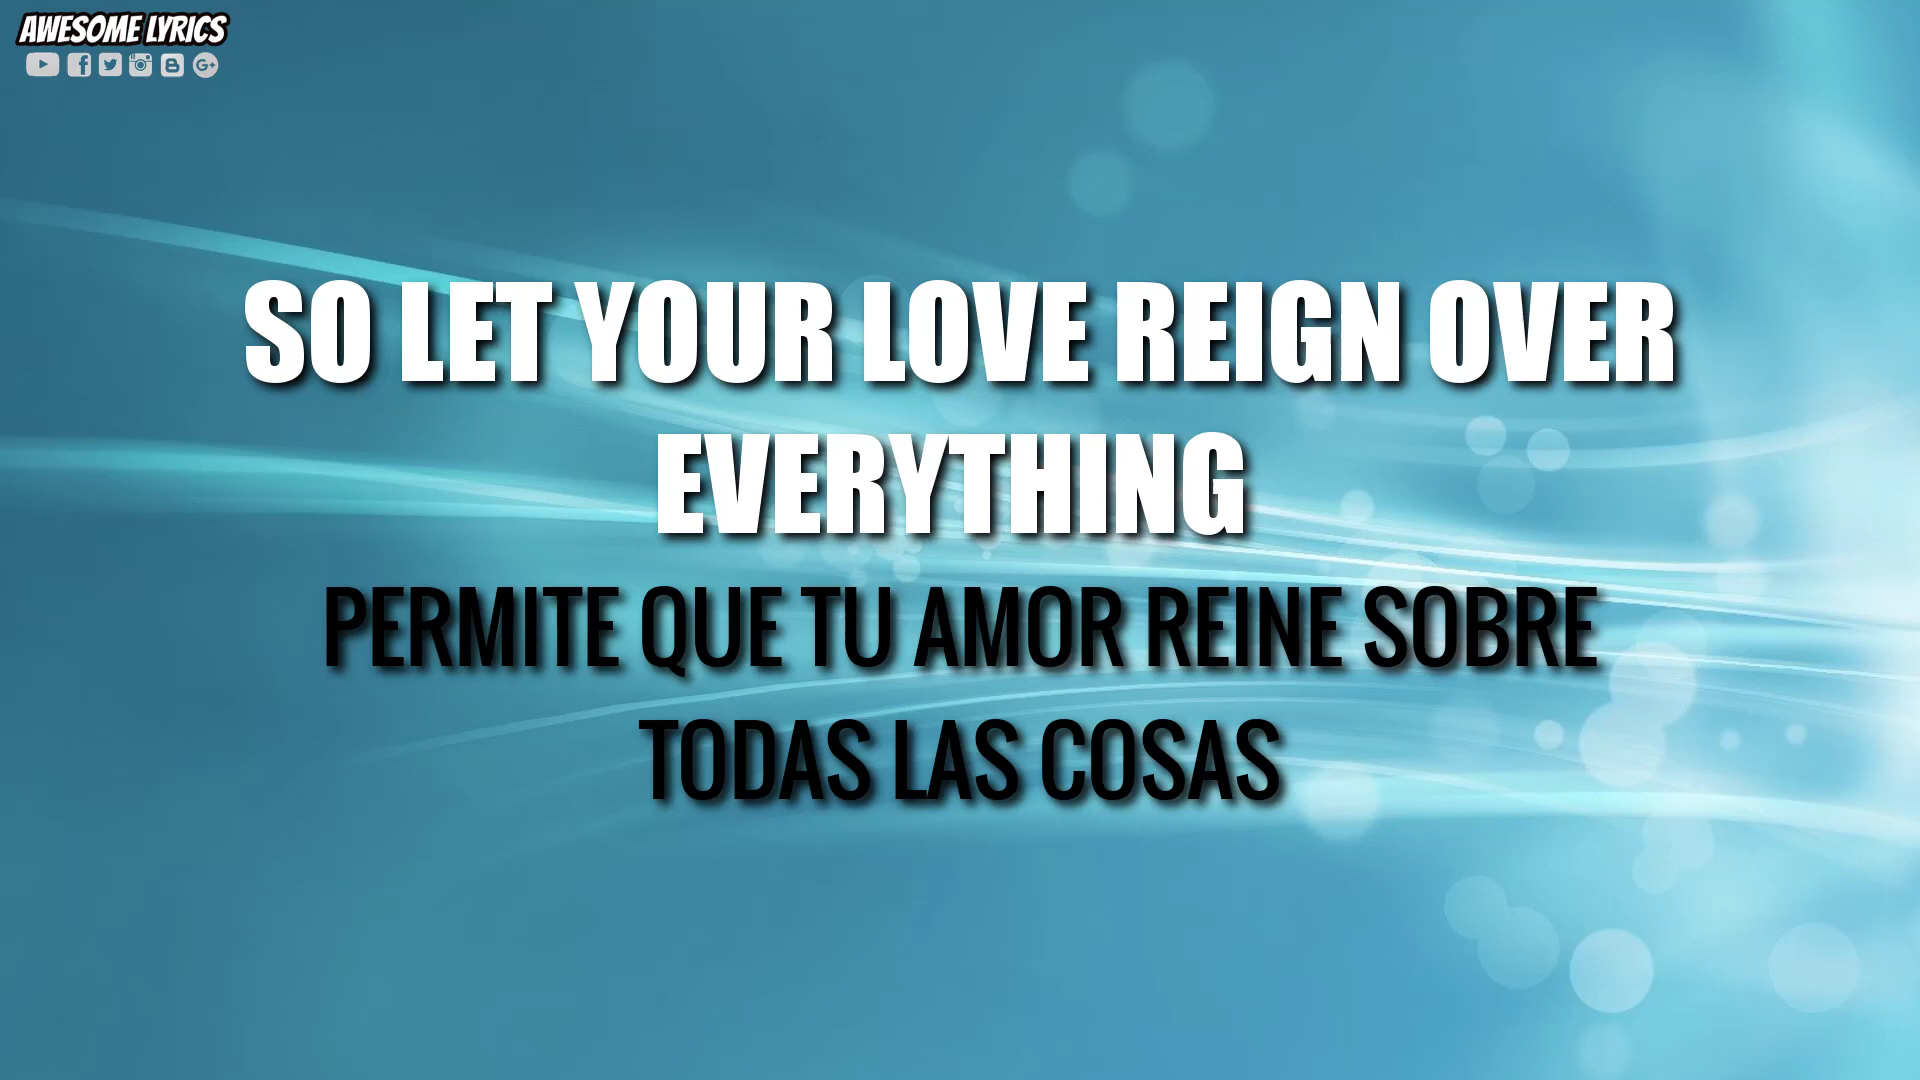 AWESOME LYRICS
SO LET YOUR LOVE REIGN OVER
EVERYTHING
PERMITE QUE TU AMOR REINE SOBRE
TODAS LAS COSAS